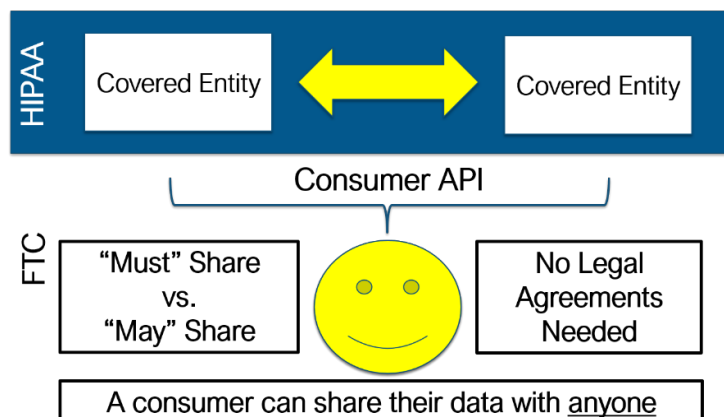 HIPAA
Covered Entity
Covered Entity
Consumer API
FTC
“Must” Share
vs.
“May” Share
No Legal
Agreements
Needed
A consumer can share their data with anyone